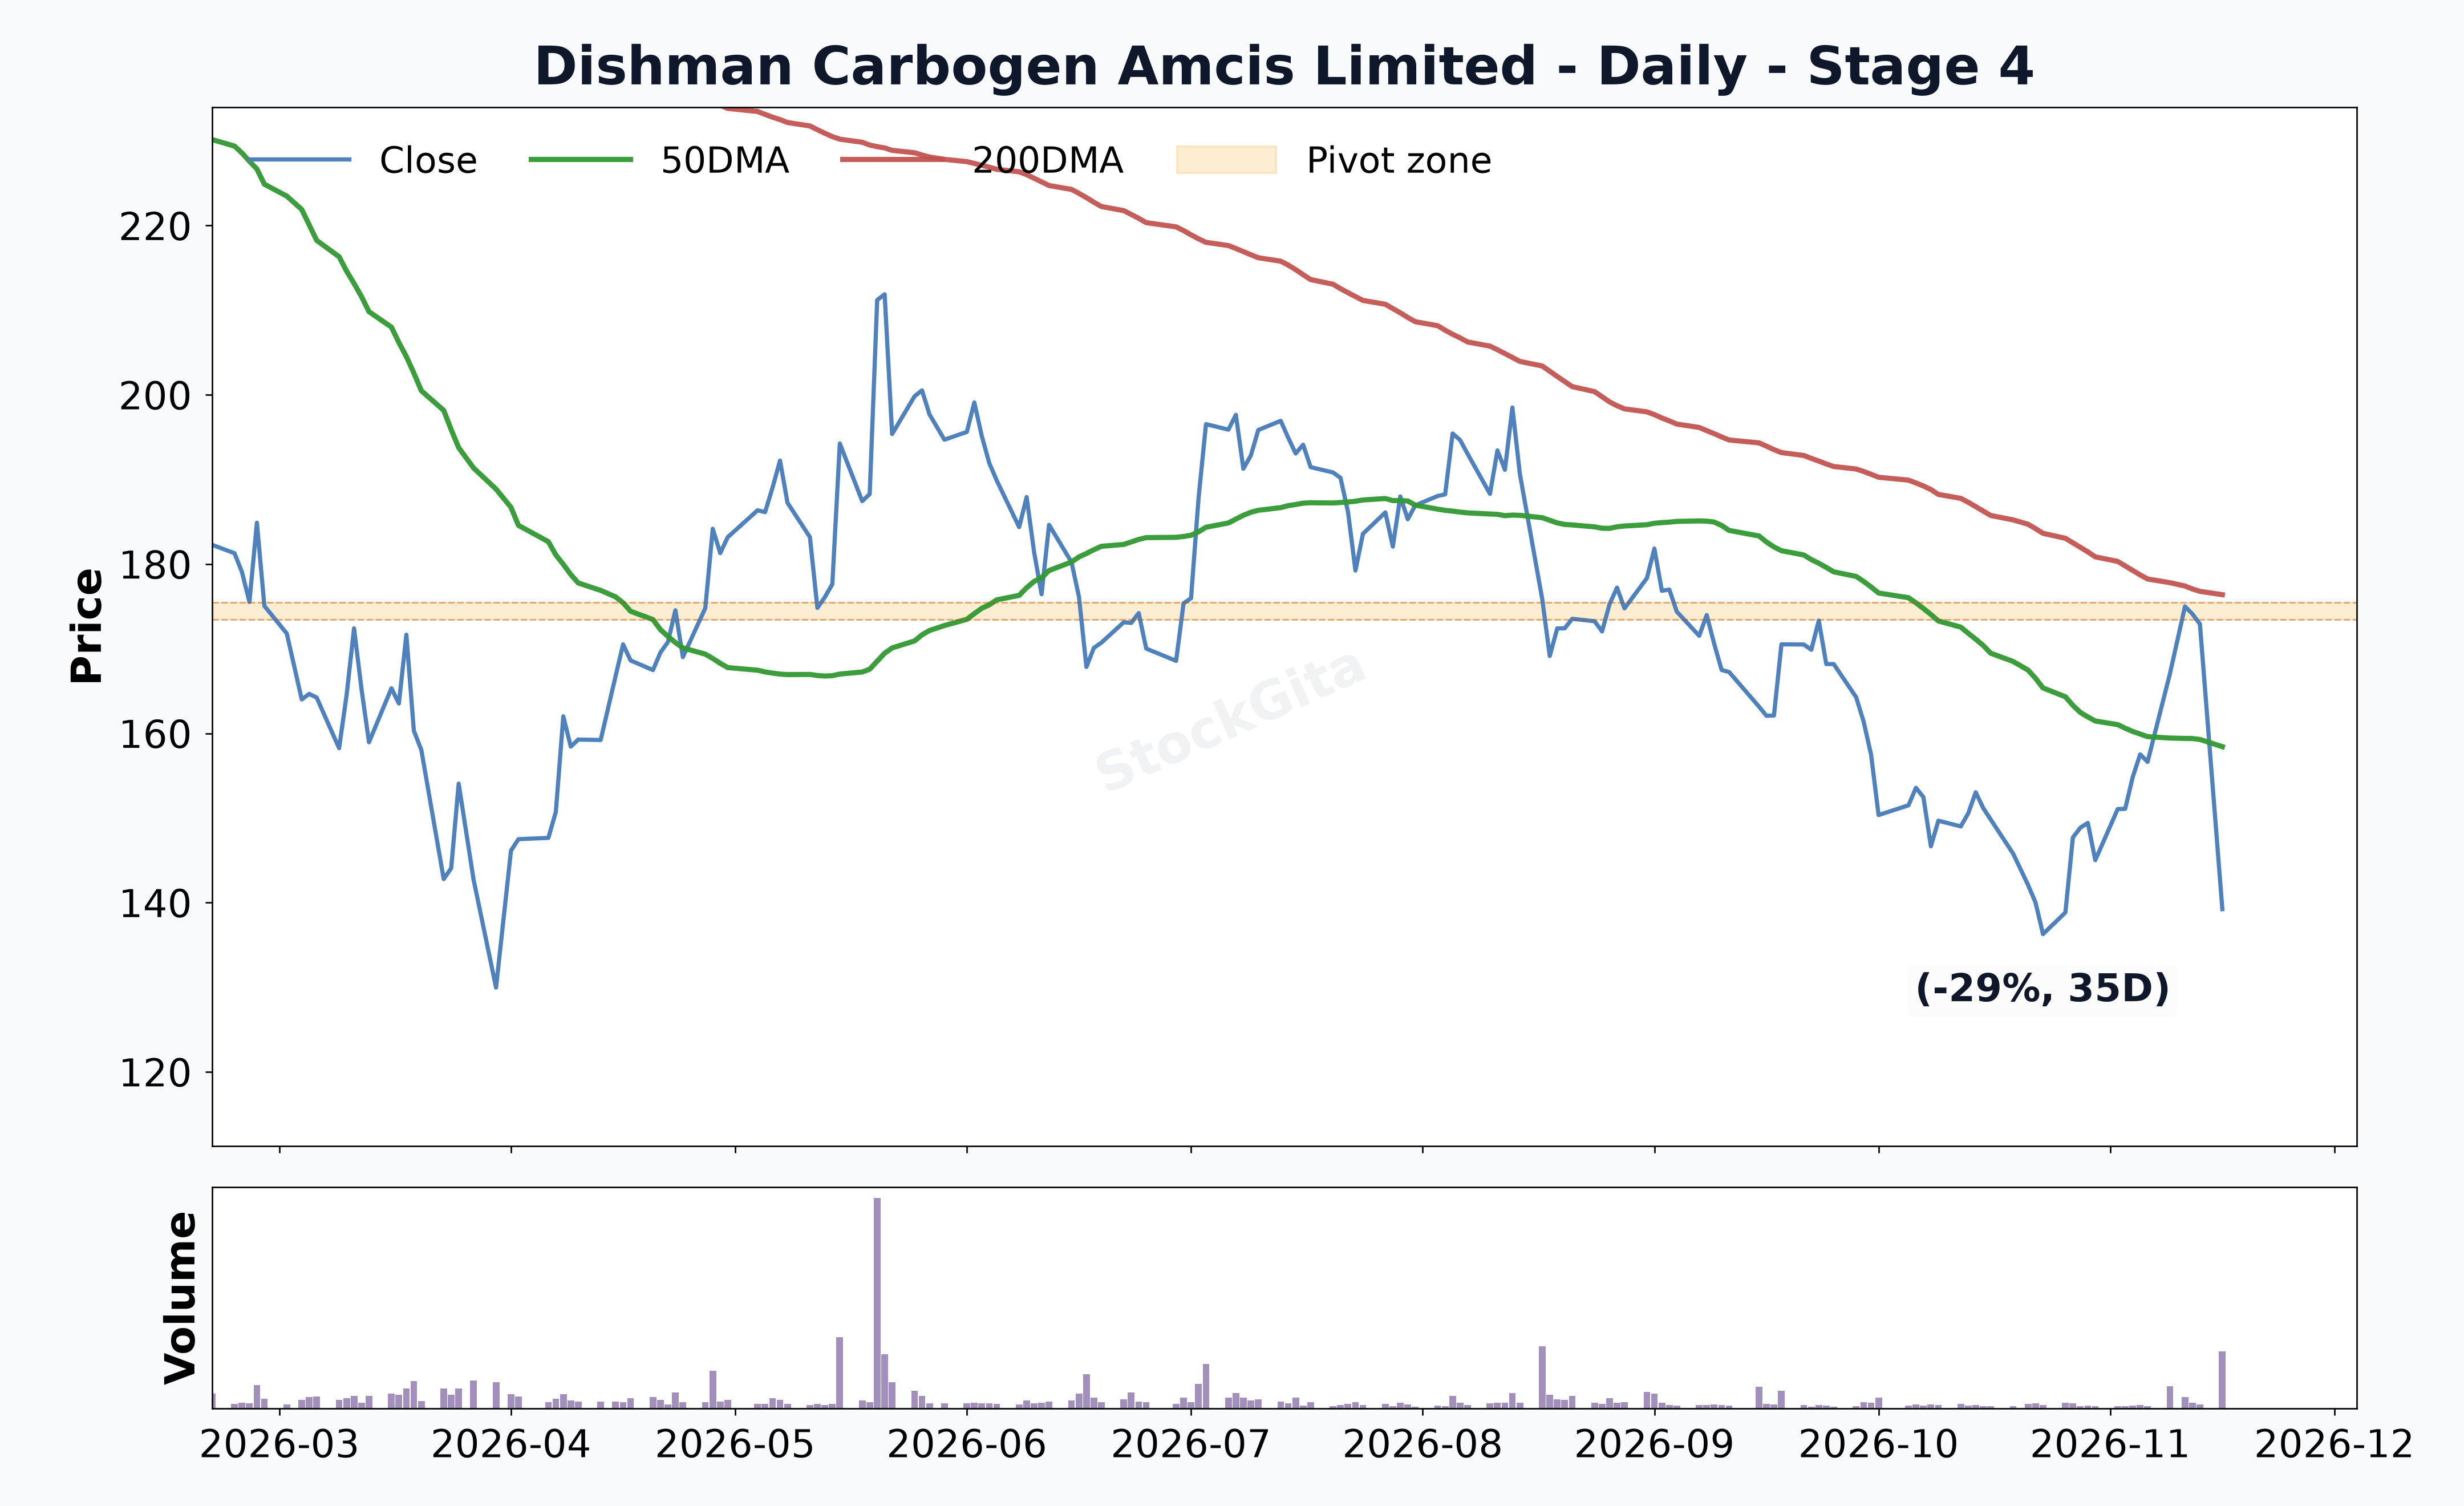 Dishman Carbogen Amcis Limited - Daily - Stage 4
Close 50DMA 200DMA Pivot zone
220
200
180
160
140
120
Price
StockGita
(-29%, 35D)
Volume
2026-03 2026-04 2026-05 2026-06 2026-07 2026-08 2026-09 2026-10 2026-11 2026-12